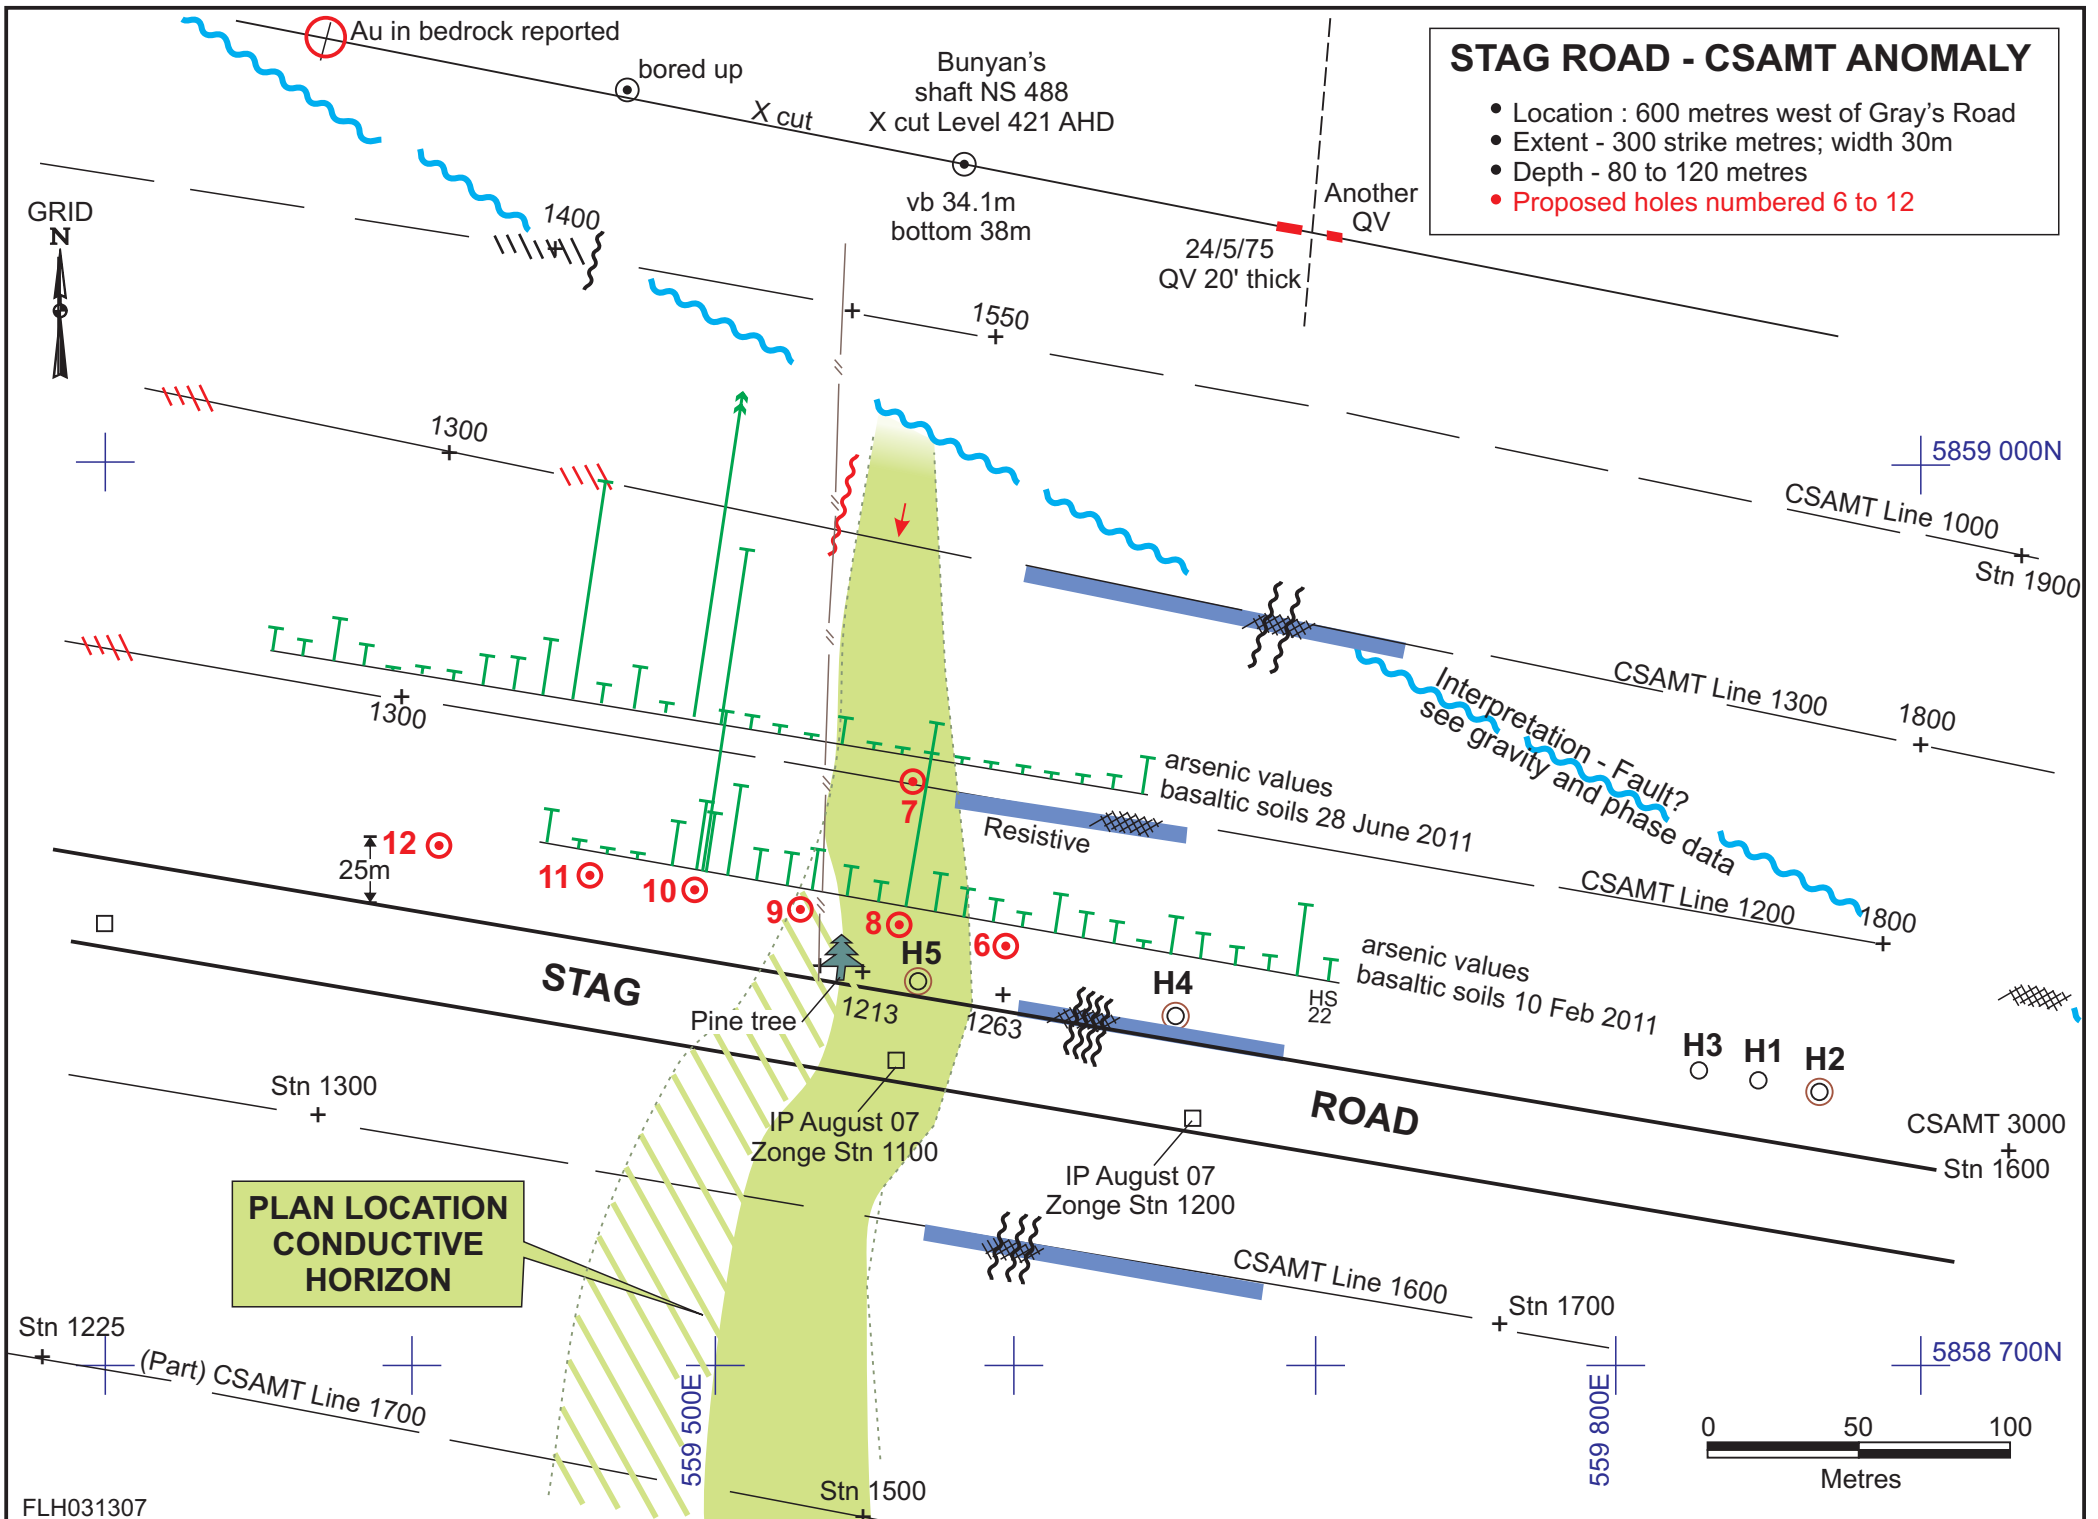 Au in bedrock reported
bored up
X cut
Bunyan's
shaft NS 488
X cut Level 421 AHD
vb 34.1m
bottom 38m
STAG ROAD - CSAMT ANOMALY
• Location : 600 metres west of Gray's Road
• Extent - 300 strike metres; width 30m
• Depth - 80 to 120 metres
• Proposed holes numbered 6 to 12
Another
QV
24/5/75
QV 20' thick
GRID
N
1400
1550
1300
5859 000N
CSAMT Line 1000
Stn 1900
CSAMT Line 1300
1800
Interpretation - Fault?
see gravity and phase data
1300
arsenic values
basaltic soils 28 June 2011
7
Resistive
CSAMT Line 1200
1800
12
25m
11
10
9
8
6
H5
arsenic values
basaltic soils 10 Feb 2011
H4
HS
22
STAG
Pine tree
1213
1263
H3
H1
H2
ROAD
CSAMT 3000
Stn 1600
Stn 1300
IP August 07
Zonge Stn 1100
IP August 07
Zonge Stn 1200
PLAN LOCATION
CONDUCTIVE
HORIZON
CSAMT Line 1600
Stn 1700
Stn 1225
(Part) CSAMT Line 1700
559 500E
559 800E
5858 700N
0 50 100
Metres
Stn 1500
FLH031307